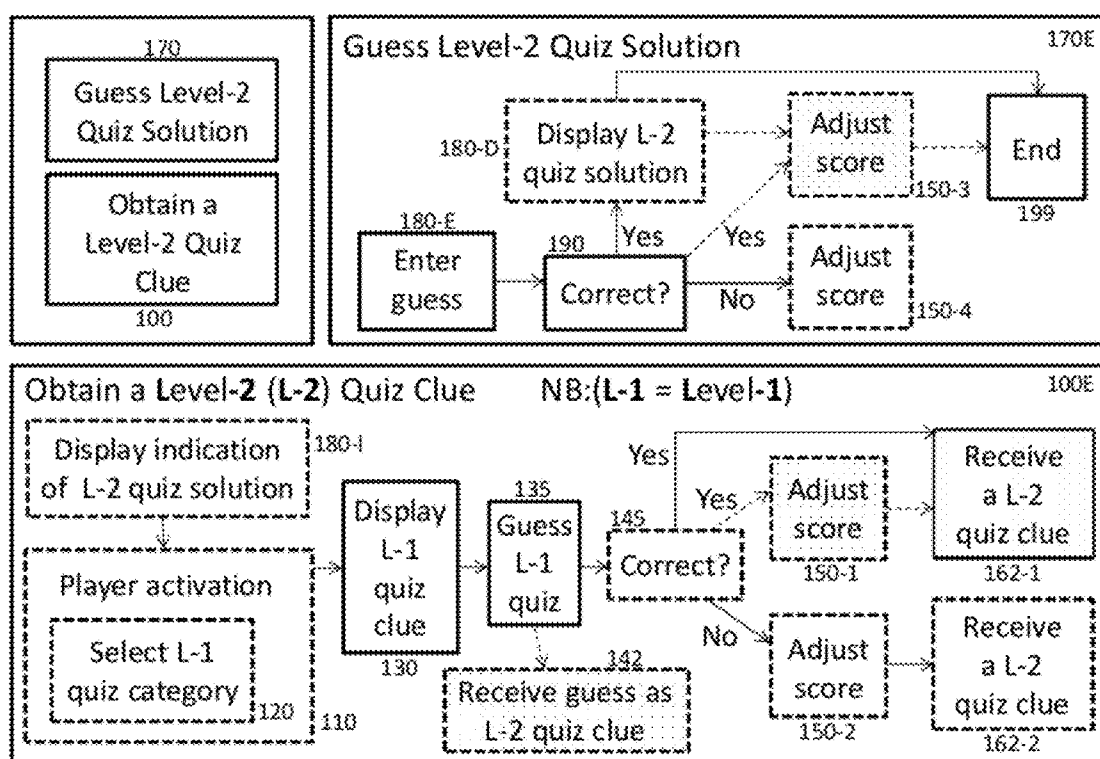 170
Guess Level-2
Quiz Solution
Obtain a
Level-2 Quiz
Clue
100
Guess Level-2 Quiz Solution
170E
180-D
Display L-2
quiz solution
Adjust
score
150-3
End
199
180-E
Enter
guess
190
Correct?
Yes
Yes
No
Adjust
score
150-4
Obtain a Level-2 (L-2) Quiz Clue
NB:(L-1 = Level-1)
100E
Display indication
of L-2 quiz solution
180-I
Player activation
Select L-1
quiz category
120
110
Display
L-1
quiz
clue
130
135
Guess
L-1
quiz
142
Receive guess as
L-2 quiz clue
145
Correct?
Yes
Yes
No
Adjust
score
150-1
Receive
a L-2
quiz clue
162-1
Adjust
score
150-2
Receive
a L-2
quiz clue
162-2